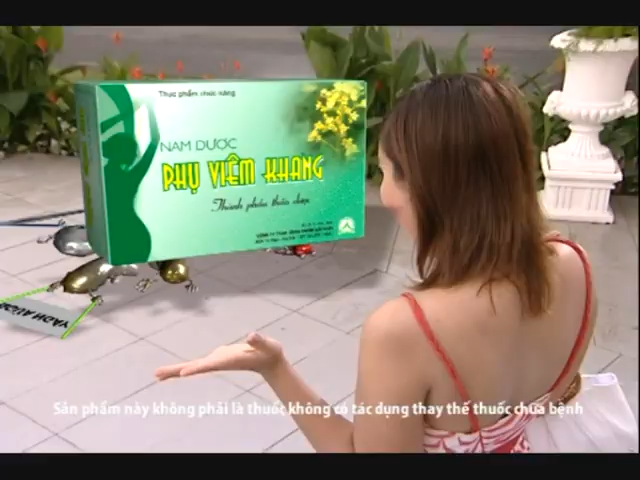 Thực phẩm chức năng
NAM DƯỢC
PHỤ VIÊM KHANG
Thành phần thảo dược
Sản phẩm này không phải là thuốc không có tác dụng thay thế thuốc chữa bệnh